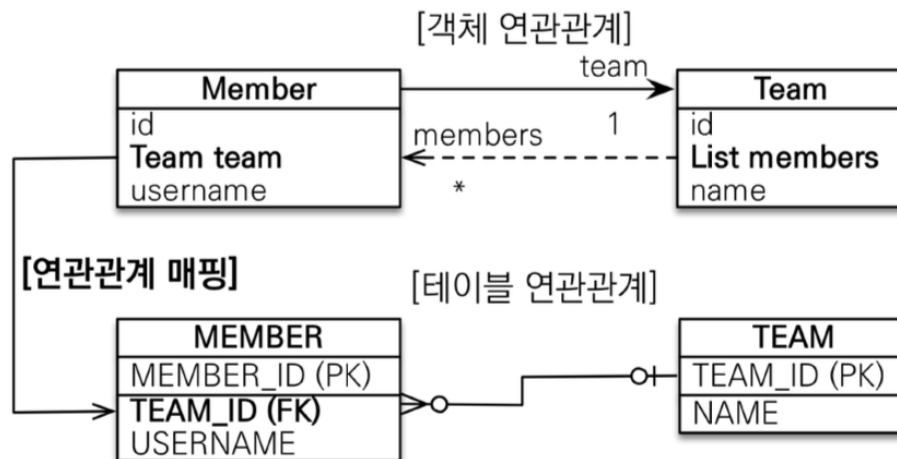 [객체 연관관계]
team
Member
id
Team team
username
members
1
*
Team
id
List members
name
[연관관계 매핑]
[테이블 연관관계]
MEMBER
MEMBER_ID (PK)
TEAM_ID (FK)
USERNAME
TEAM
TEAM_ID (PK)
NAME